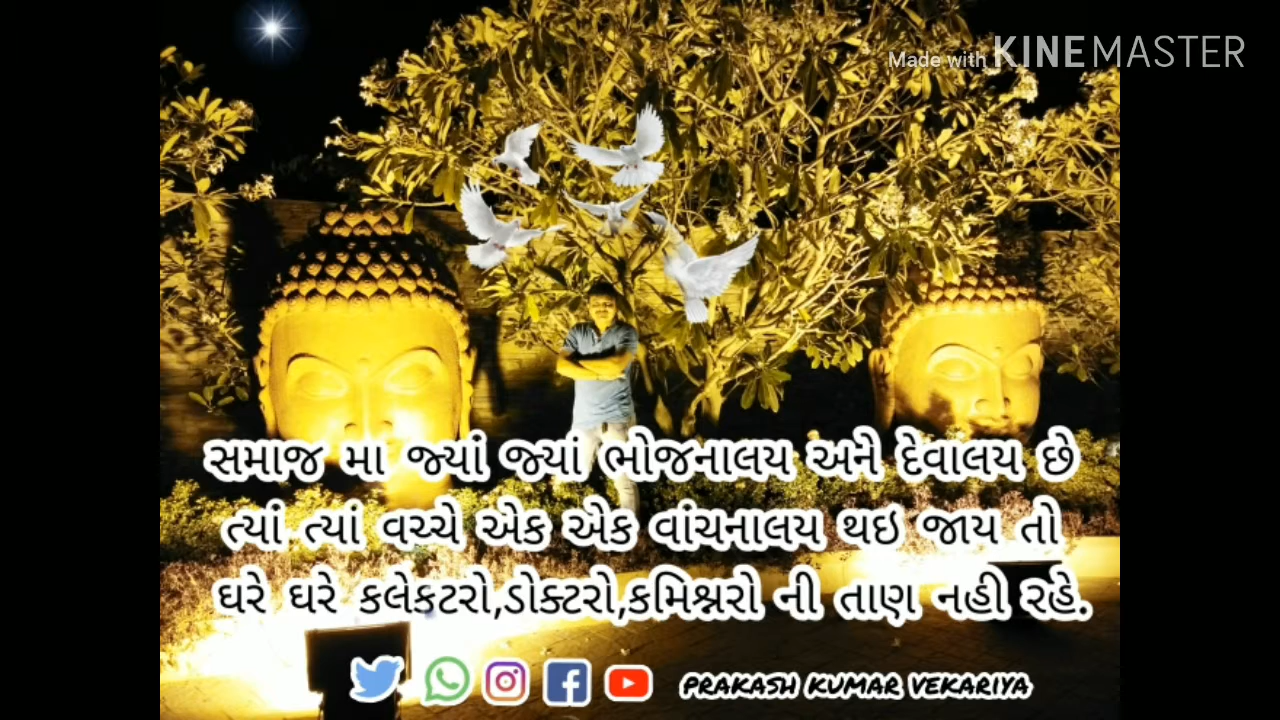 Made with KINEMASTER
સમાજ મા જ્યાં જ્યાં ભોજનાલય અને દેવાલય છે
ત્યાં ત્યાં વચ્ચે એક એક વાંચનાલય થઇ જાય તો
ઘરે ઘરે કલેકટરો,ડોક્ટરો,કમિશ્નરો ની તાણ નહી રહે.
PRAKASH KUMAR VEKARIYA